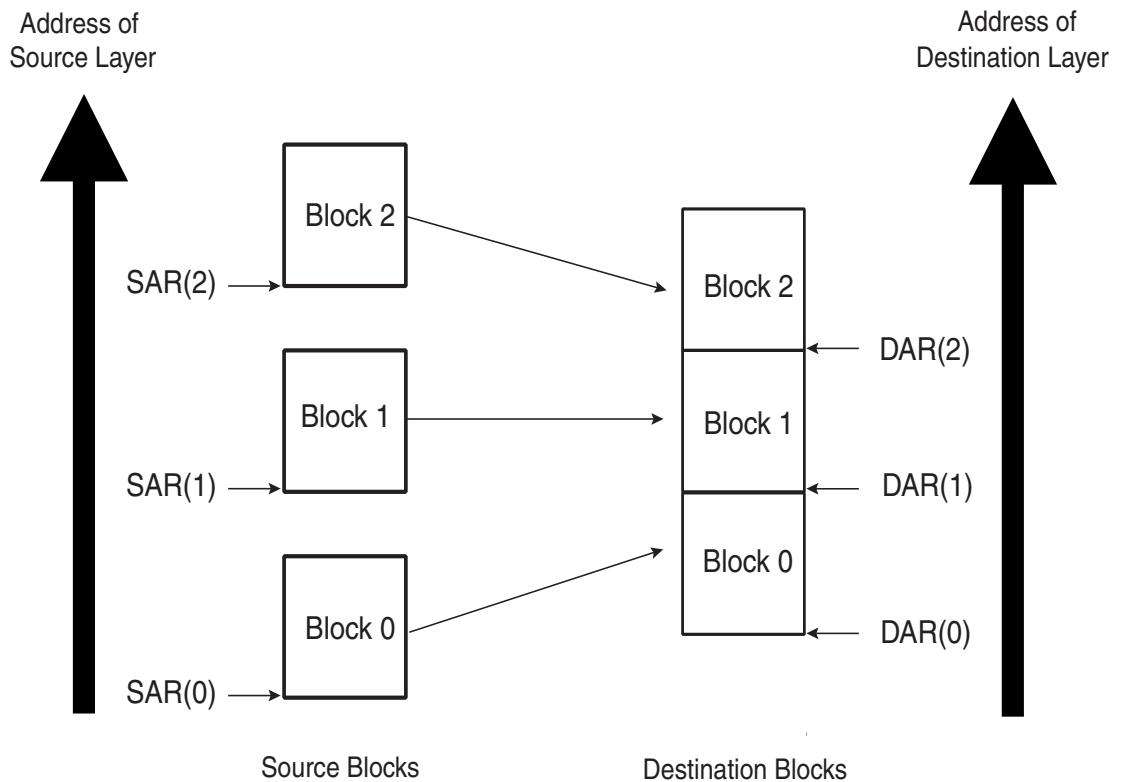 Address of
Source Layer
Address of
Destination Layer
Block 2
SAR(2)
Block 2
DAR(2)
Block 1
Block 1
SAR(1)
DAR(1)
Block 0
Block 0
DAR(0)
SAR(0)
Source Blocks
Destination Blocks